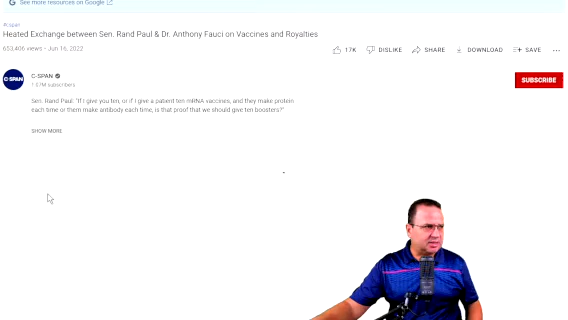 See more resources on Google
#cspan
Heated Exchange between Sen. Rand Paul & Dr. Anthony Fauci on Vaccines and Royalties
653,406 views • Jun 16, 2022
17K
DISLIKE
SHARE
DOWNLOAD
SAVE
C-SPAN
C-SPAN
subscribers
SUBSCRIBE
Sen. Rand Paul: "If I give you ten, or if I give a patient ten mRNA vaccines, and they make protein
each time or them make antibody each time, is that proof that we should give ten boosters?"
SHOW MORE